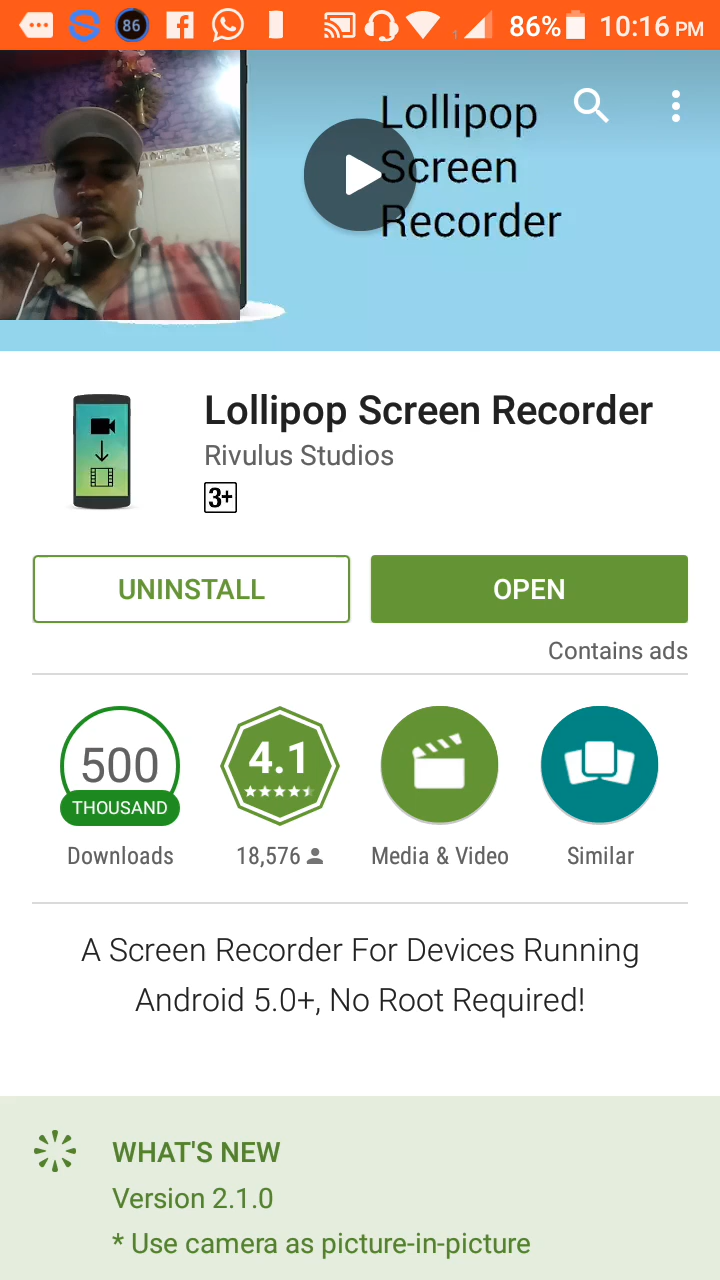 86
86%
10:16 PM
Lollipop
Screen
Recorder
Lollipop Screen Recorder
Rivulus Studios
3+
UNINSTALL
OPEN
Contains ads
500
THOUSAND
Downloads
4.1
18,576
Media & Video
Similar
A Screen Recorder For Devices Running
Android 5.0+, No Root Required!
WHAT'S NEW
Version 2.1.0
* Use camera as picture-in-picture